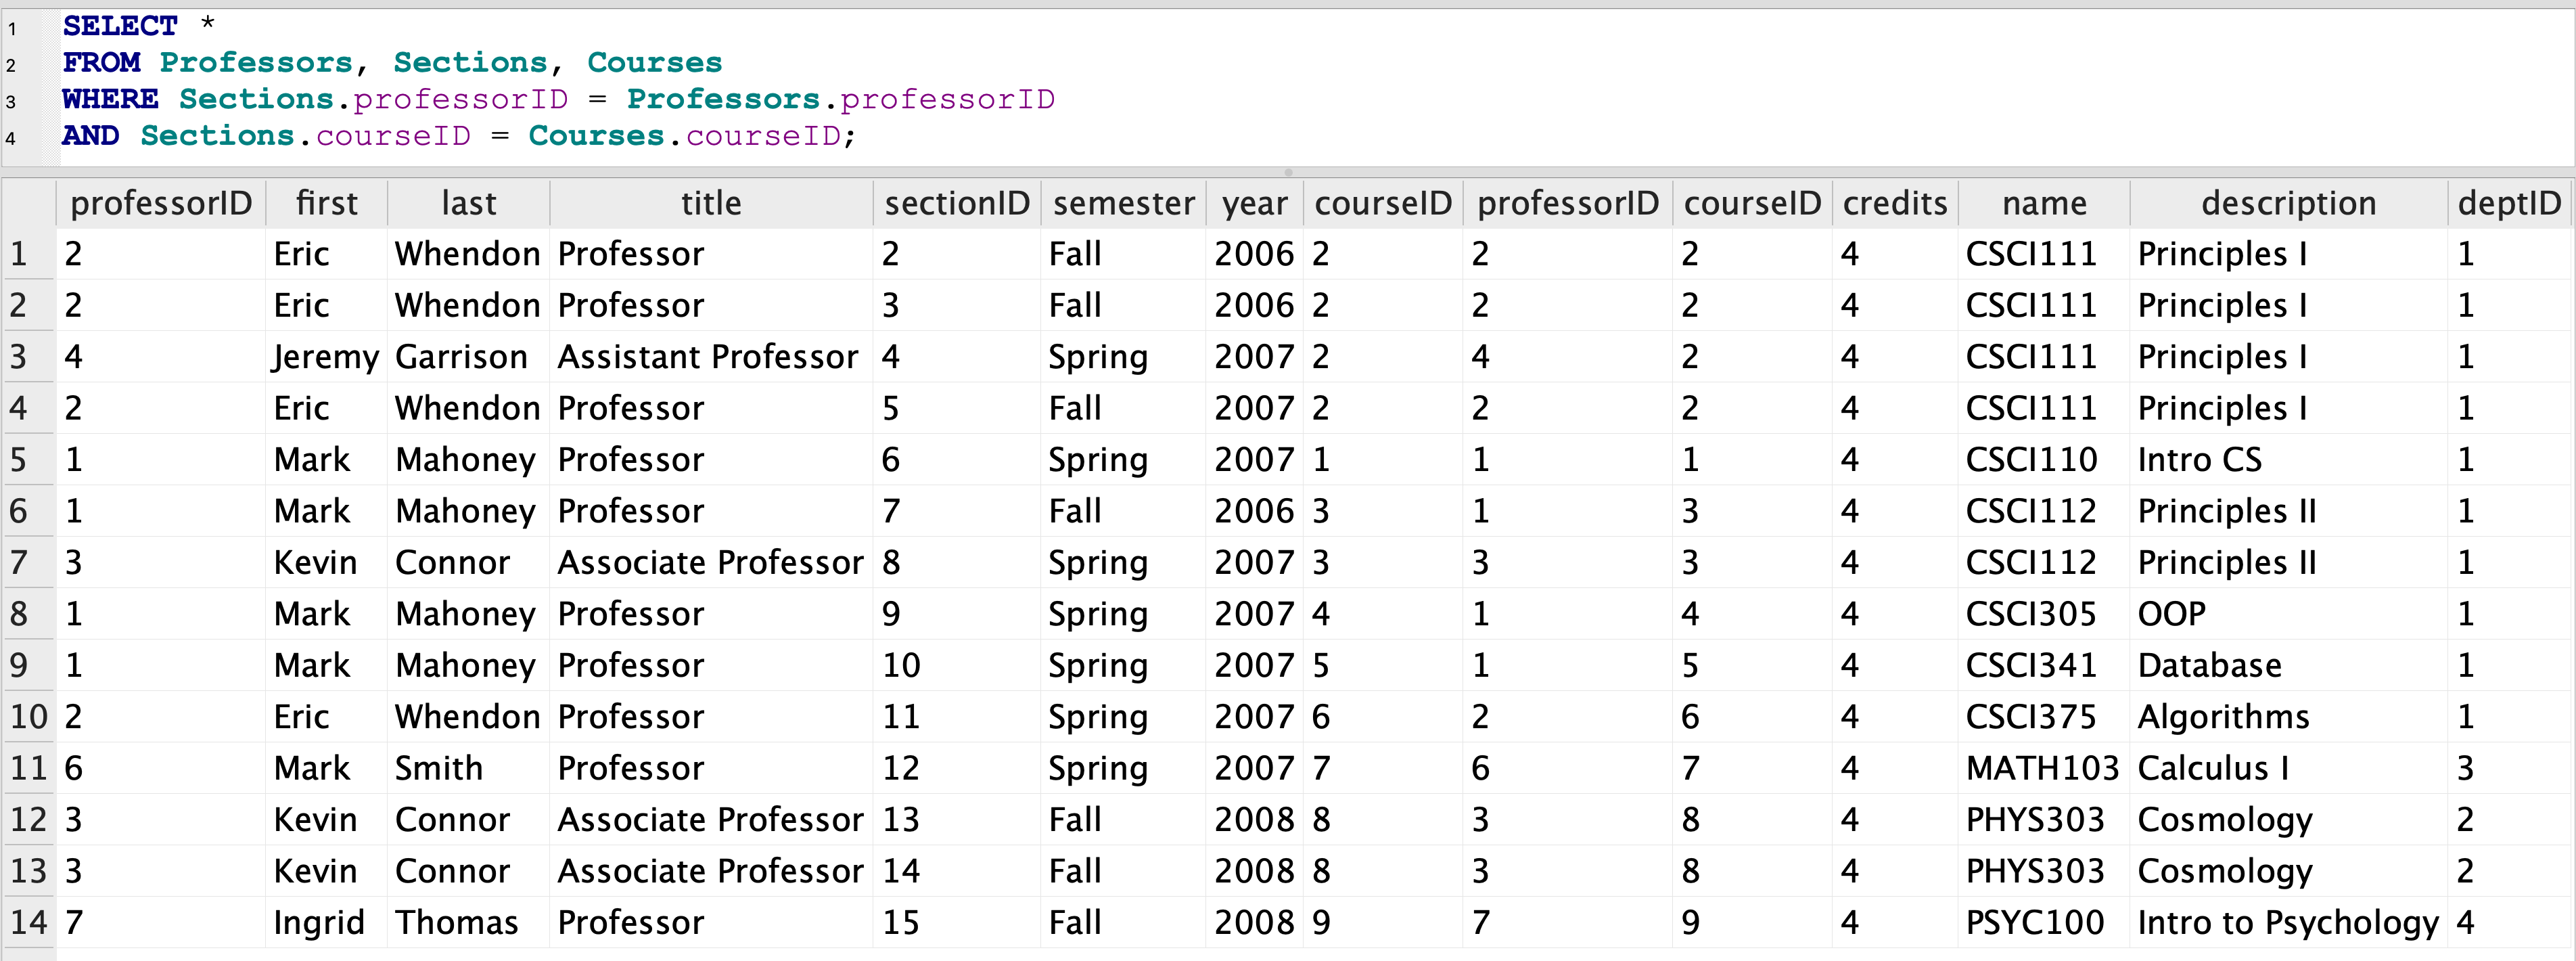 1 SELECT *
2 FROM Professors, Sections, Courses
3 WHERE Sections.professorID = Professors.professorID
4 AND Sections.courseID = Courses.courseID;
professorID first last title sectionID semester year courseID professorID courseID credits name description deptID
1 2 Eric Whendon Professor 2 Fall 2006 2 2 2 4 CSCI111 Principles I 1
2 2 Eric Whendon Professor 3 Fall 2006 2 2 2 4 CSCI111 Principles I 1
3 4 Jeremy Garrison Assistant Professor 4 Spring 2007 2 4 2 4 CSCI111 Principles I 1
4 2 Eric Whendon Professor 5 Fall 2007 2 2 2 4 CSCI111 Principles I 1
5 1 Mark Mahoney Professor 6 Spring 2007 1 1 1 4 CSCI110 Intro CS 1
6 1 Mark Mahoney Professor 7 Fall 2006 3 1 3 4 CSCI112 Principles II 1
7 3 Kevin Connor Associate Professor 8 Spring 2007 3 3 3 4 CSCI112 Principles II 1
8 1 Mark Mahoney Professor 9 Spring 2007 4 1 4 4 CSCI305 OOP 1
9 1 Mark Mahoney Professor 10 Spring 2007 5 1 5 4 CSCI341 Database 1
10 2 Eric Whendon Professor 11 Spring 2007 6 2 6 4 CSCI375 Algorithms 1
11 6 Mark Smith Professor 12 Spring 2007 7 6 7 4 MATH103 Calculus I 3
12 3 Kevin Connor Associate Professor 13 Fall 2008 8 3 8 4 PHYS303 Cosmology 2
13 3 Kevin Connor Associate Professor 14 Fall 2008 8 3 8 4 PHYS303 Cosmology 2
14 7 Ingrid Thomas Professor 15 Fall 2008 9 7 9 4 PSYC100 Intro to Psychology 4